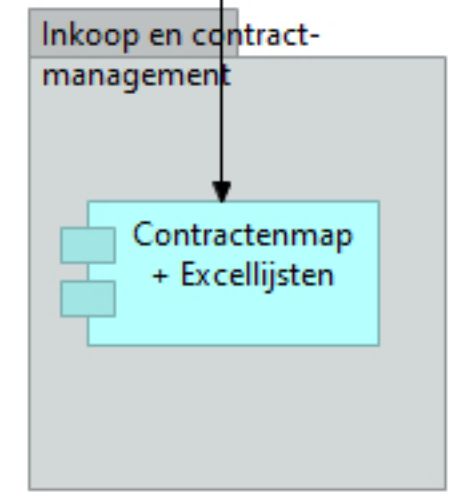 Inkoop en contract-
management
Contractenmap
+ Excellijsten